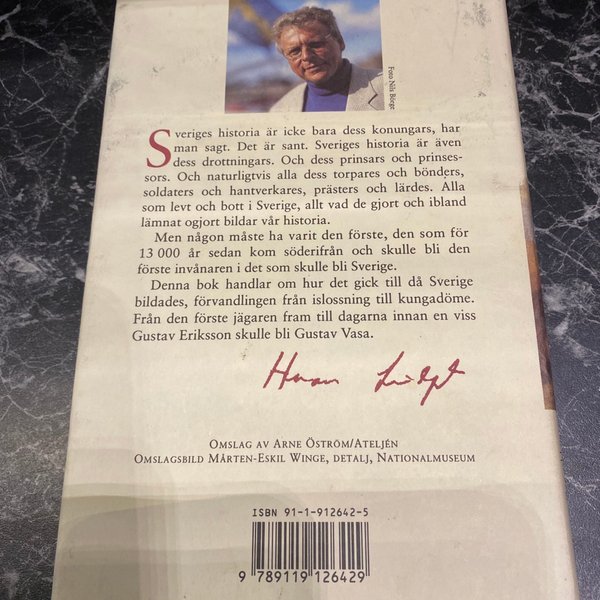 Foto Nils Böge
Sveriges historia är icke bara dess konungars, har
man sagt. Det är sant. Sveriges historia är även
dess drottningars. Och dess prinsars och prinses-
sors. Och naturligtvis alla dess torpares och bönders,
soldaters och hantverkares, prästers och lärdes. Alla
som levt och bott i Sverige, allt vad de gjort och ibland
lämnat ogjort bildar vår historia.
Men någon måste ha varit den förste, den som för
13 000 år sedan kom söderifrån och skulle bli den
förste invånaren i det som skulle bli Sverige.
Denna bok handlar om hur det gick till då Sverige
bildades, förvandlingen från islossning till kungadöme.
Från den förste jägaren fram till dagarna innan en viss
Gustav Eriksson skulle bli Gustav Vasa.
Omslag av Arne Öström/Ateljén
Omslagsbild Mårten-Eskil Winge, detalj, Nationalmuseum
ISBN 91-1-912642-5
9 789119 126429